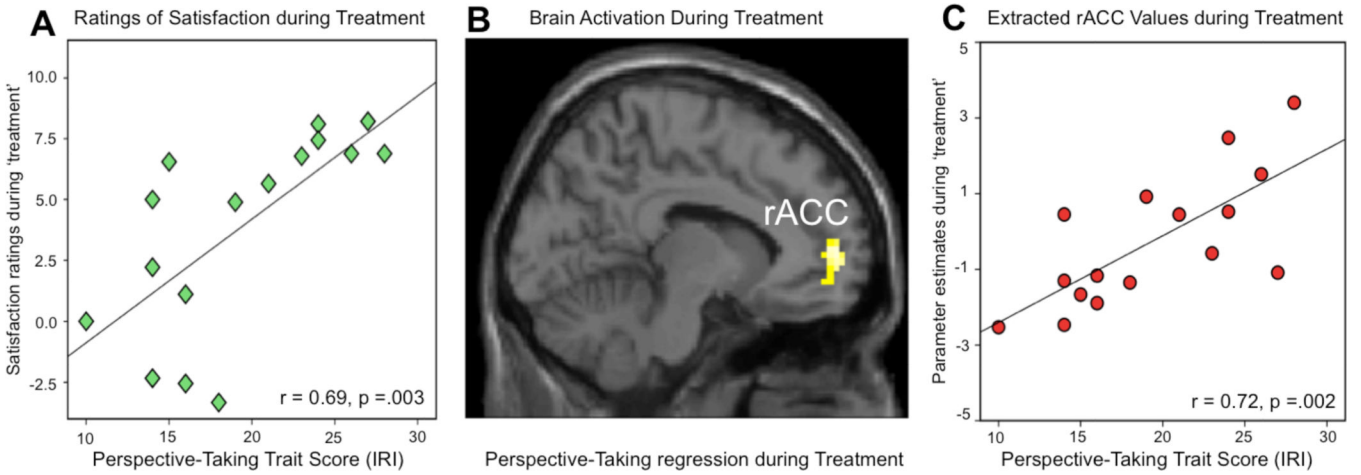 A Ratings of Satisfaction during Treatment
Satisfaction ratings during 'treatment'
10.0
7.5
5.0
2.5
0.0
-2.5
r = 0.69, p =.003
10 15 20 25 30
Perspective-Taking Trait Score (IRI)
B Brain Activation During Treatment
rACC
Perspective-Taking regression during Treatment
C Extracted rACC Values during Treatment
Parameter estimates during 'treatment'
5
3
1
-1
-3
-5
r = 0.72, p =.002
10 15 20 25 30
Perspective-Taking Trait Score (IRI)